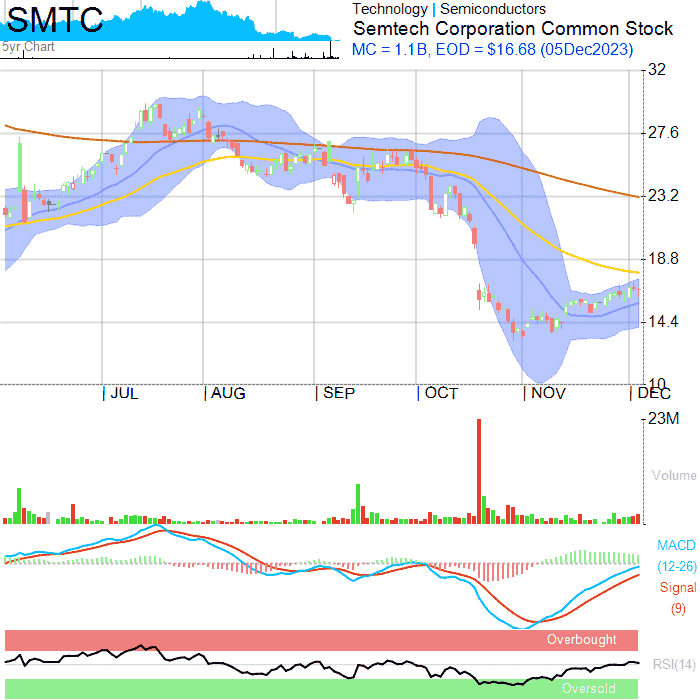 SMTC
5yr Chart
Technology | Semiconductors
Semtech Corporation Common Stock
MC = 1.1B, EOD = $16.68 (05Dec2023)
32
27.6
23.2
18.8
14.4
10
JUL AUG SEP OCT NOV DEC
23M
Volume
MACD
(12-26)
Signal
(9)
Overbought
RSI(14)
Oversold